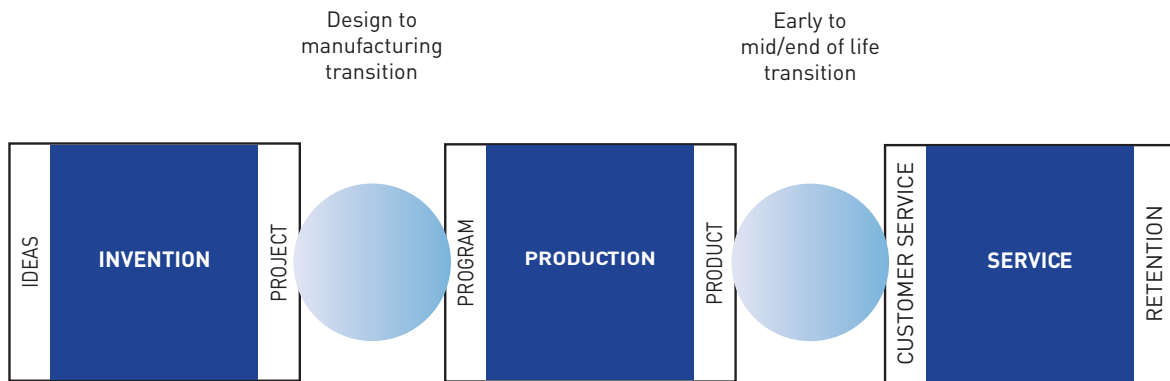 Design to
manufacturing
transition
Early to
mid/end of life
transition
IDEAS
INVENTION
PROJECT
PROGRAM
PRODUCTION
PRODUCT
CUSTOMER SERVICE
SERVICE
RETENTION